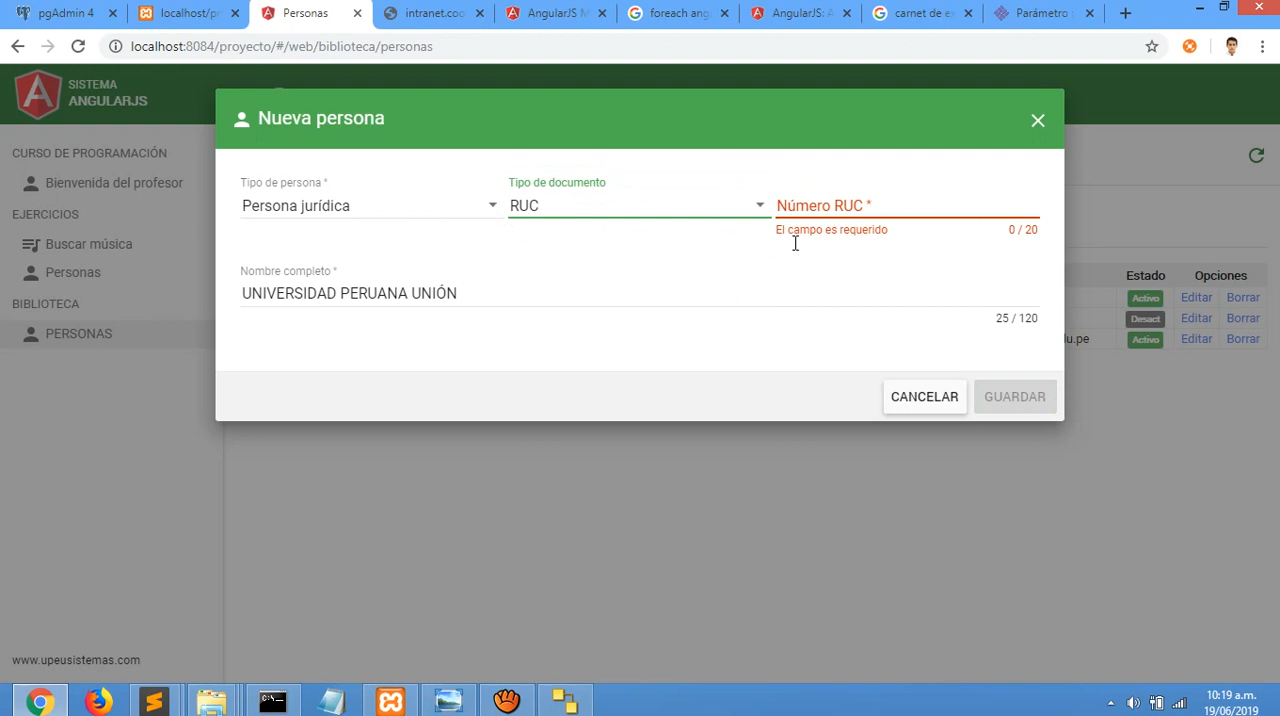 pgAdmin 4
localhost/pr
Personas
intranet.coo
AngularJS M
foreach ang
AngularJS: A
carnet de e
Parámetro
localhost:8084/proyecto/#/web/biblioteca/personas
SISTEMA
ANGULARJS
CURSO DE PROGRAMACIÓN
Bienvenida del profesor
EJERCICIOS
Buscar música
Personas
BIBLIOTECA
PERSONAS
www.upeusistemas.com
Nueva persona
Tipo de persona *
Persona jurídica
Tipo de documento
RUC
Número RUC *
El campo es requerido
0 / 20
Nombre completo *
UNIVERSIDAD PERUANA UNIÓN
25 / 120
CANCELAR
GUARDAR
Estado
Opciones
Activo
Editar
Borrar
Desact
Editar
Borrar
lu.pe
Activo
Editar
Borrar
10:19 a.m.
19/06/2019